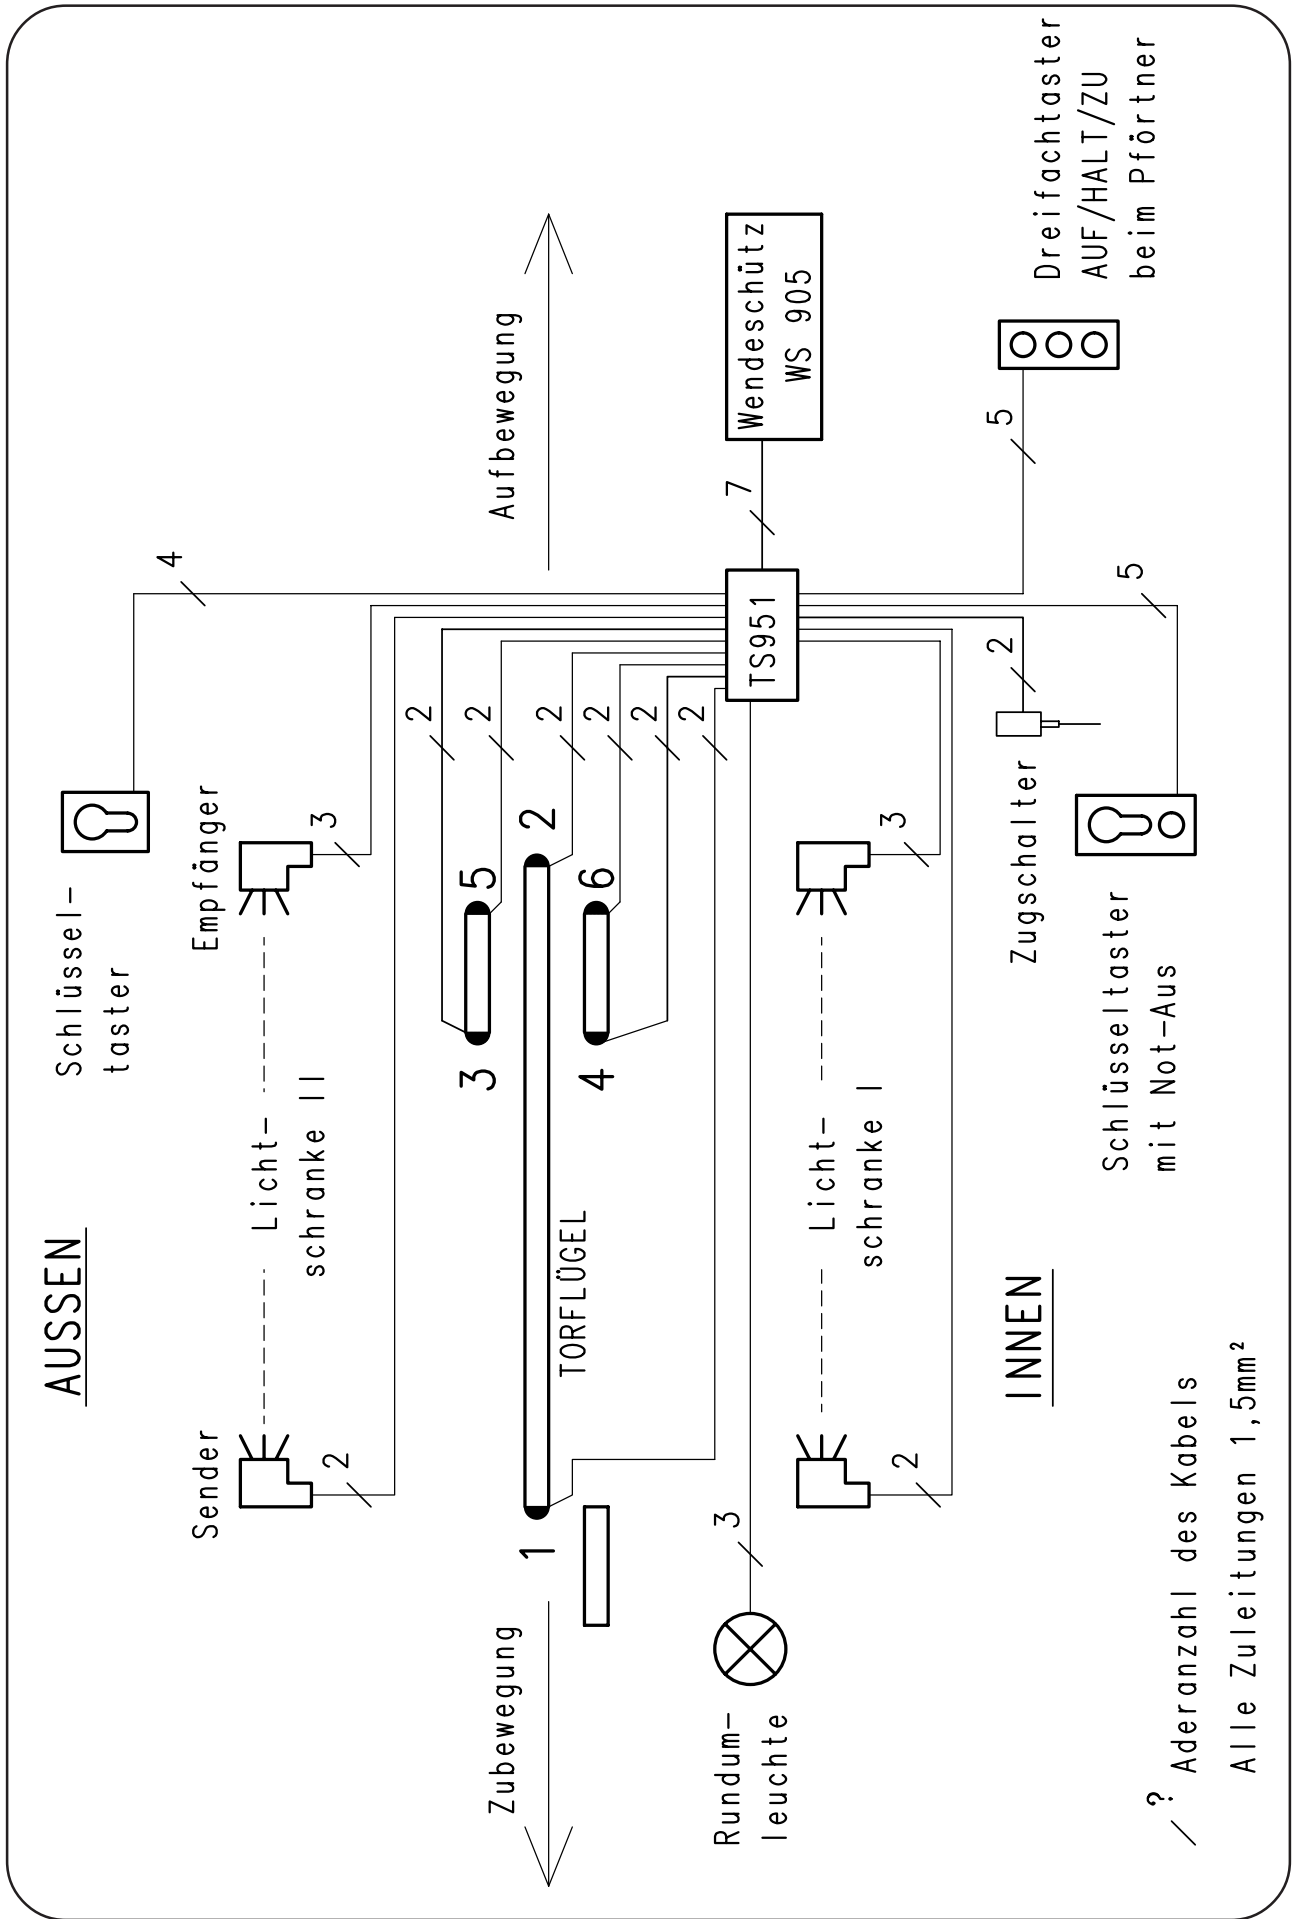 AUSSEN
Schlüssel-
taster
4
Sender
Empfänger
2
3
Licht-
schranke II
Zubewegung
Aufbewegung
1
2
3
5
4
6
TORFLÜGEL
2
2
2
2
2
2
Rundum-
leuchte
3
TS951
7
Wendeschütz
WS 905
Licht-
schranke I
2
3
INNEN
Zugschalter
2
5
Dreifachtaster
AUF/HALT/ZU
beim Pförtner
Schlüsseltaster
mit Not-Aus
5
? Aderanzahl des Kabels
Alle Zuleitungen 1,5mm²